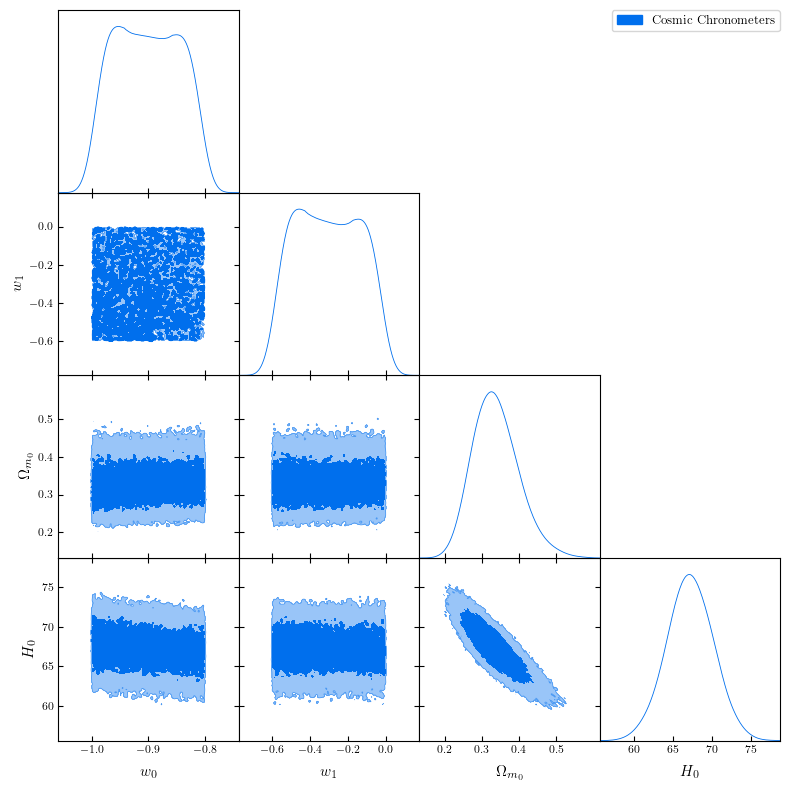 Cosmic Chronometers
0.0
−0.2
−0.4
−0.6
w₁
0.5
0.4
0.3
0.2
Ωₘ₀
75
70
65
60
H₀
−1.0 −0.9 −0.8
−0.6 −0.4 −0.2 0.0
0.2 0.3 0.4 0.5
60 65 70 75
w₀ w₁ Ωₘ₀ H₀